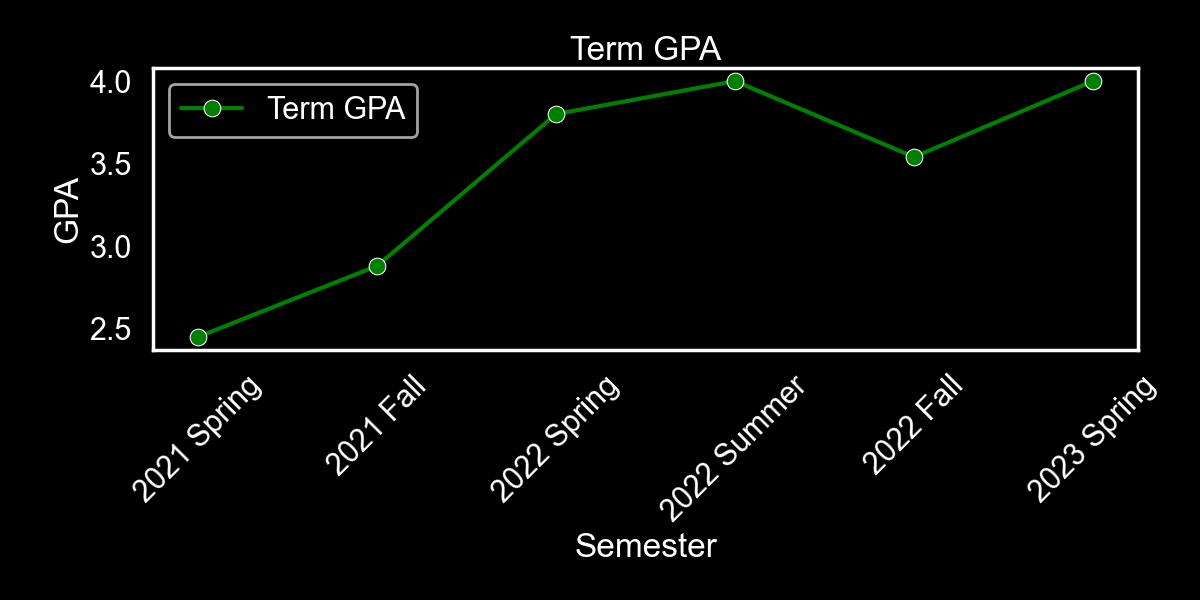 Term GPA
Term GPA
4.0
3.5
3.0
2.5
GPA
2021 Spring
2021 Fall
2022 Spring
2022 Summer
2022 Fall
2023 Spring
Semester